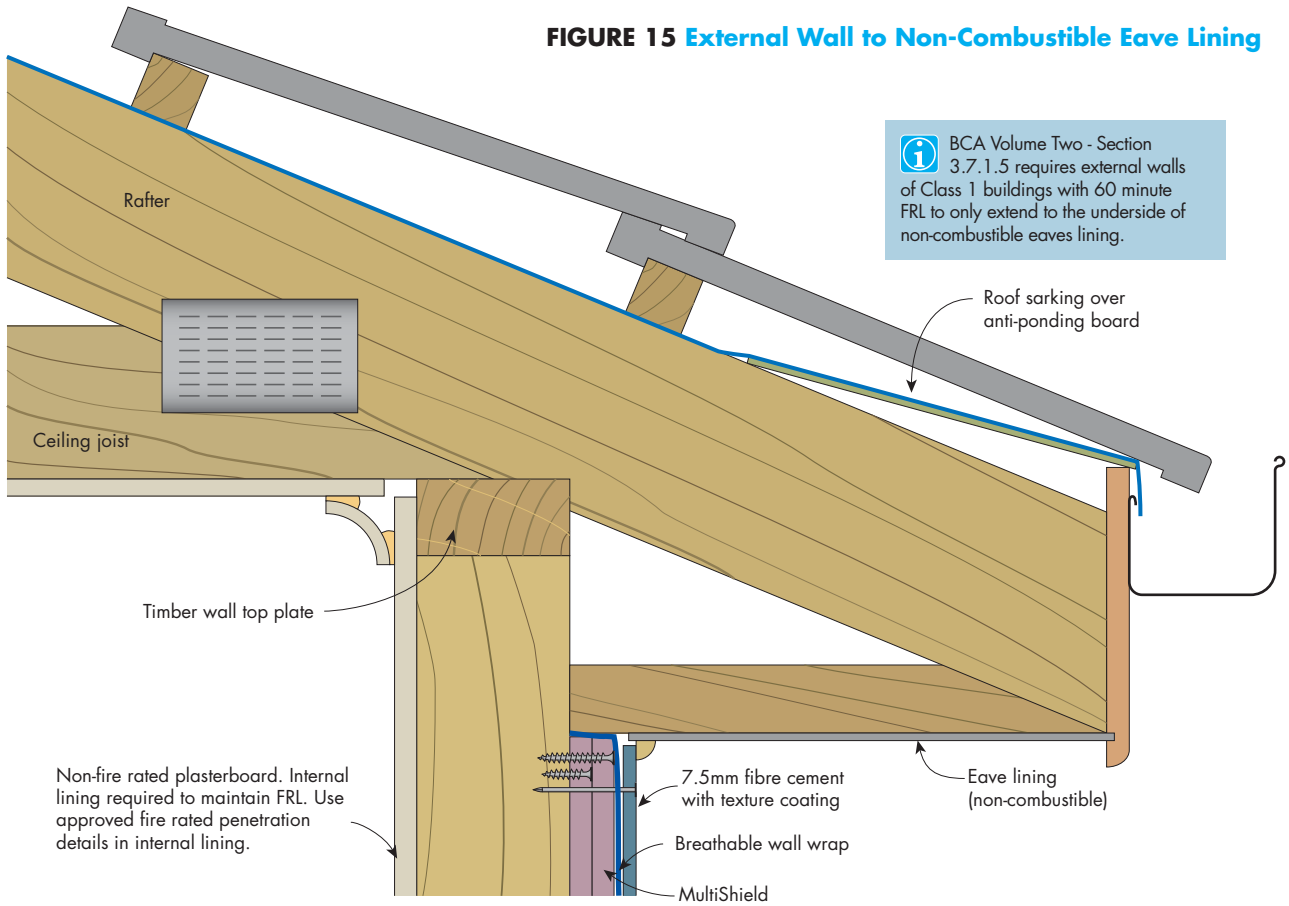 FIGURE 15 External Wall to Non-Combustible Eave Lining
BCA Volume Two - Section
3.7.1.5 requires external walls
of Class 1 buildings with 60 minute
FRL to only extend to the underside of
non-combustible eaves lining.
Rafter
Roof sarking over
anti-ponding board
Ceiling joist
Timber wall top plate
Non-fire rated plasterboard. Internal
lining required to maintain FRL. Use
approved fire rated penetration
details in internal lining.
7.5mm fibre cement
with texture coating
Eave lining
(non-combustible)
Breathable wall wrap
MultiShield